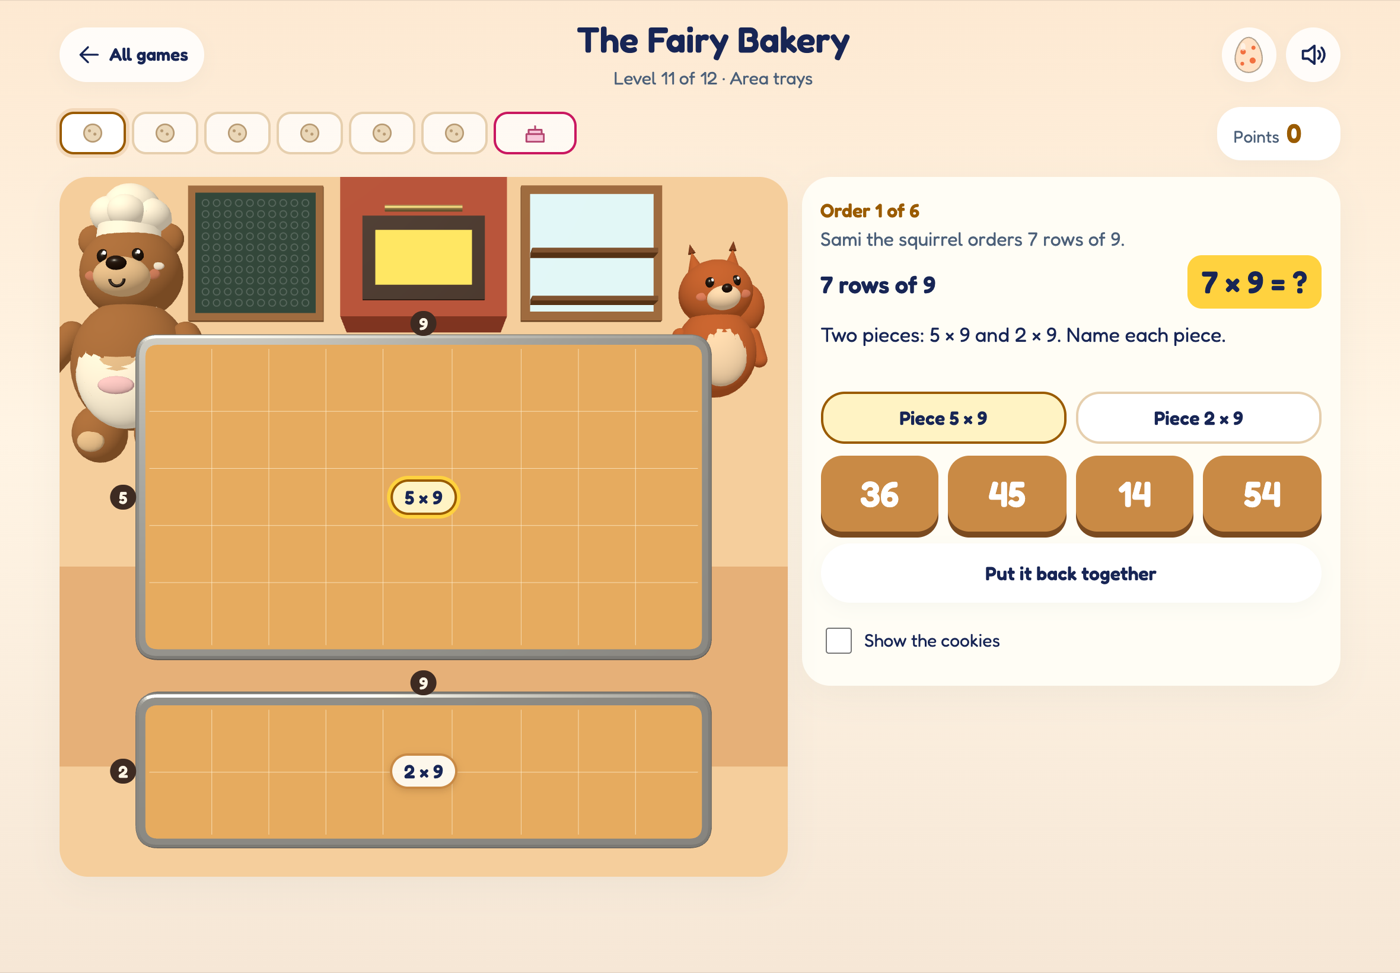 All games
The Fairy Bakery
Level 11 of 12 · Area trays
Points 0
Order 1 of 6
Sami the squirrel orders 7 rows of 9.
7 rows of 9
7 × 9 = ?
Two pieces: 5 × 9 and 2 × 9. Name each piece.
Piece 5 × 9
Piece 2 × 9
36
45
14
54
Put it back together
Show the cookies
9
5
5 × 9
9
2
2 × 9